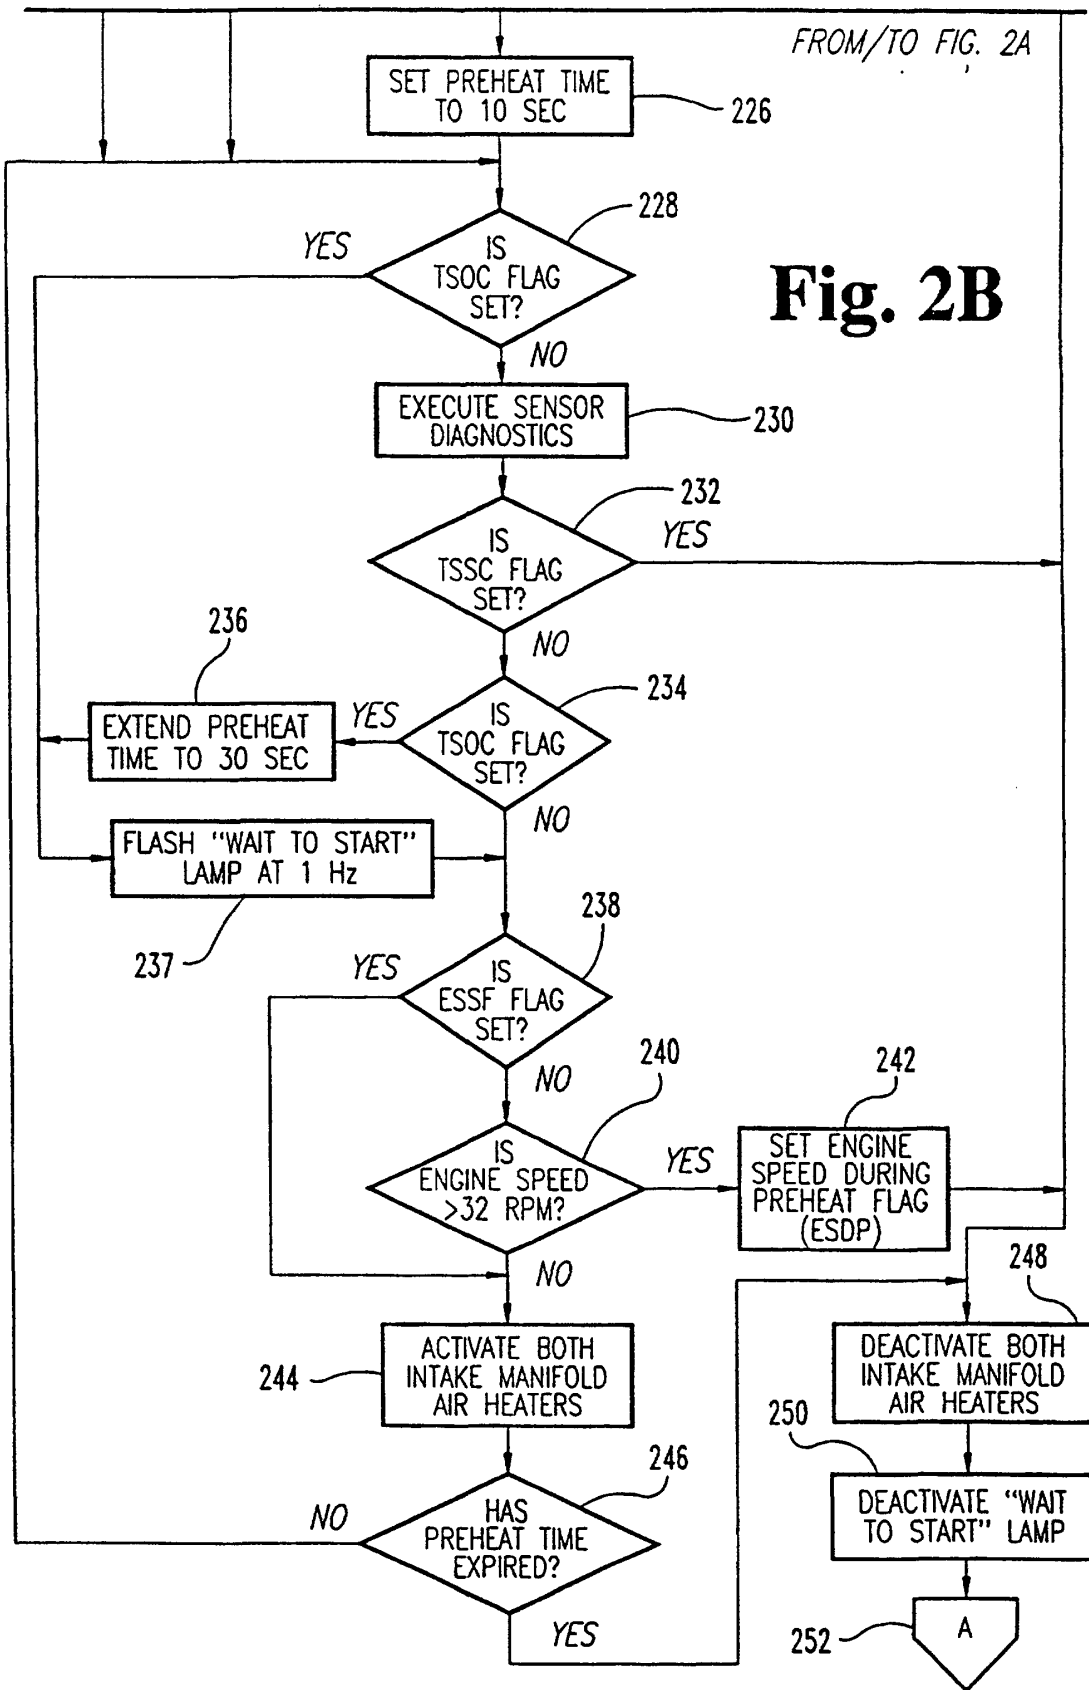 FROM/TO FIG. 2A
SET PREHEAT TIME
TO 10 SEC
226
228
YES
IS
TSOC FLAG
SET?
Fig. 2B
NO
EXECUTE SENSOR
DIAGNOSTICS
230
232
YES
IS
TSSC FLAG
SET?
NO
236
234
EXTEND PREHEAT
TIME TO 30 SEC
YES
IS
TSOC FLAG
SET?
NO
FLASH "WAIT TO START"
LAMP AT 1 Hz
237
238
YES
IS
ESSF FLAG
SET?
NO
240
242
IS
ENGINE SPEED
>32 RPM?
YES
SET ENGINE
SPEED DURING
PREHEAT FLAG
(ESDP)
NO
248
244
ACTIVATE BOTH
INTAKE MANIFOLD
AIR HEATERS
DEACTIVATE BOTH
INTAKE MANIFOLD
AIR HEATERS
250
246
NO
HAS
PREHEAT TIME
EXPIRED?
DEACTIVATE "WAIT
TO START" LAMP
YES
252
A